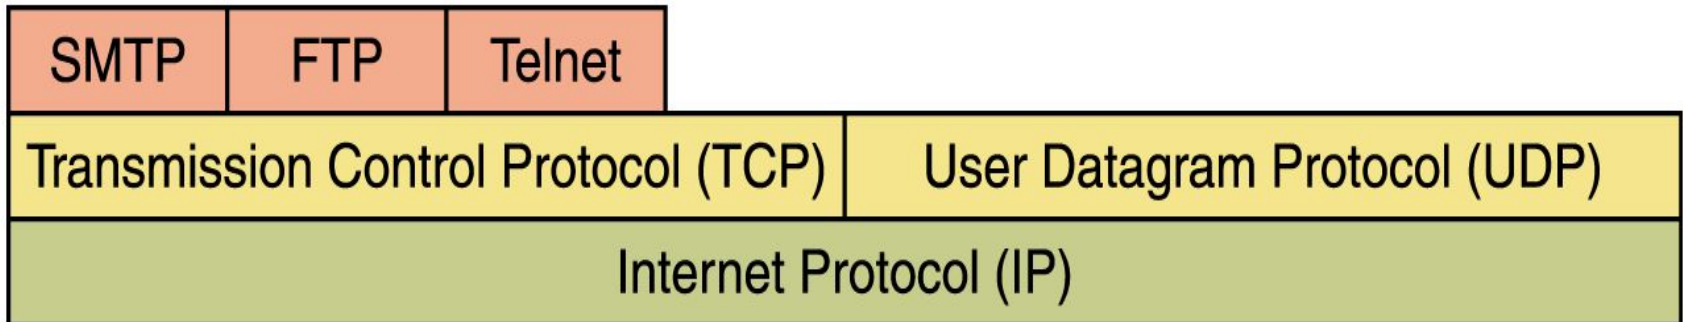 SMTP FTP Telnet
Transmission Control Protocol (TCP) User Datagram Protocol (UDP)
Internet Protocol (IP)